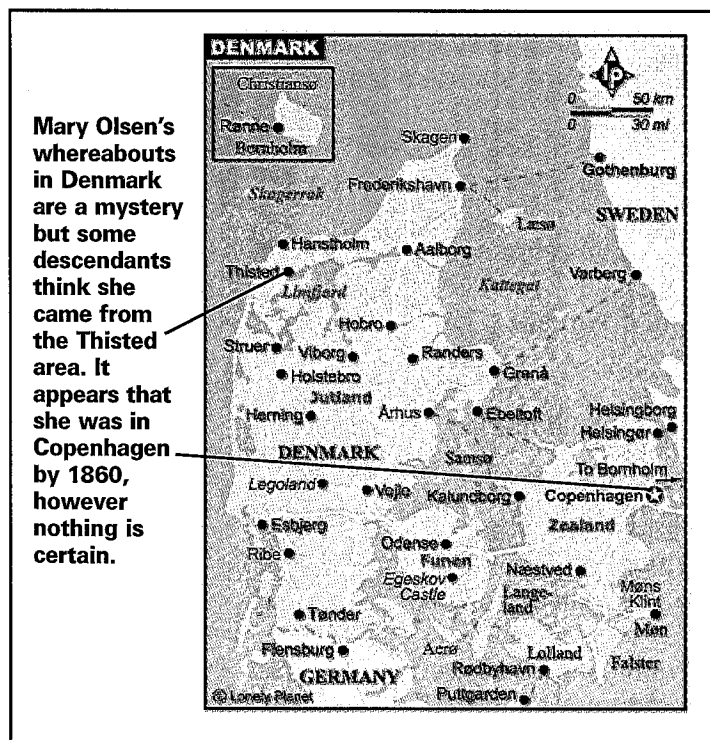 Mary Olsen's
whereabouts
in Denmark
are a mystery
but some
descendants
think she
came from
the Thisted
area. It
appears that
she was in
Copenhagen
by 1860,
however
nothing is
certain.
DENMARK
Christiansø
Rønne
Bornholm
0 50 km
0 30 mi
Skagen
Gothenburg
Frederikshavn
Skagerrak
Læsø
SWEDEN
Hanstholm
Aalborg
Thisted
Limfjord
Kattegat
Varberg
Hobro
Struer
Viborg
Randers
Holstebro
Grenå
Jutland
Herning
Århus
Ebeltoft
Helsingborg
Helsingør
DENMARK
Samsø
To Bornholm
Legoland
Vejle
Kalundborg
Copenhagen
Zealand
Esbjerg
Odense
Ribe
Funen
Egeskov
Castle
Næstved
Lange-
land
Møns
Klint
Tønder
Møn
Flensburg
Ærø
Lolland
GERMANY
Rødbyhavn
Falster
© Lonely Planet
Puttgarden
lp